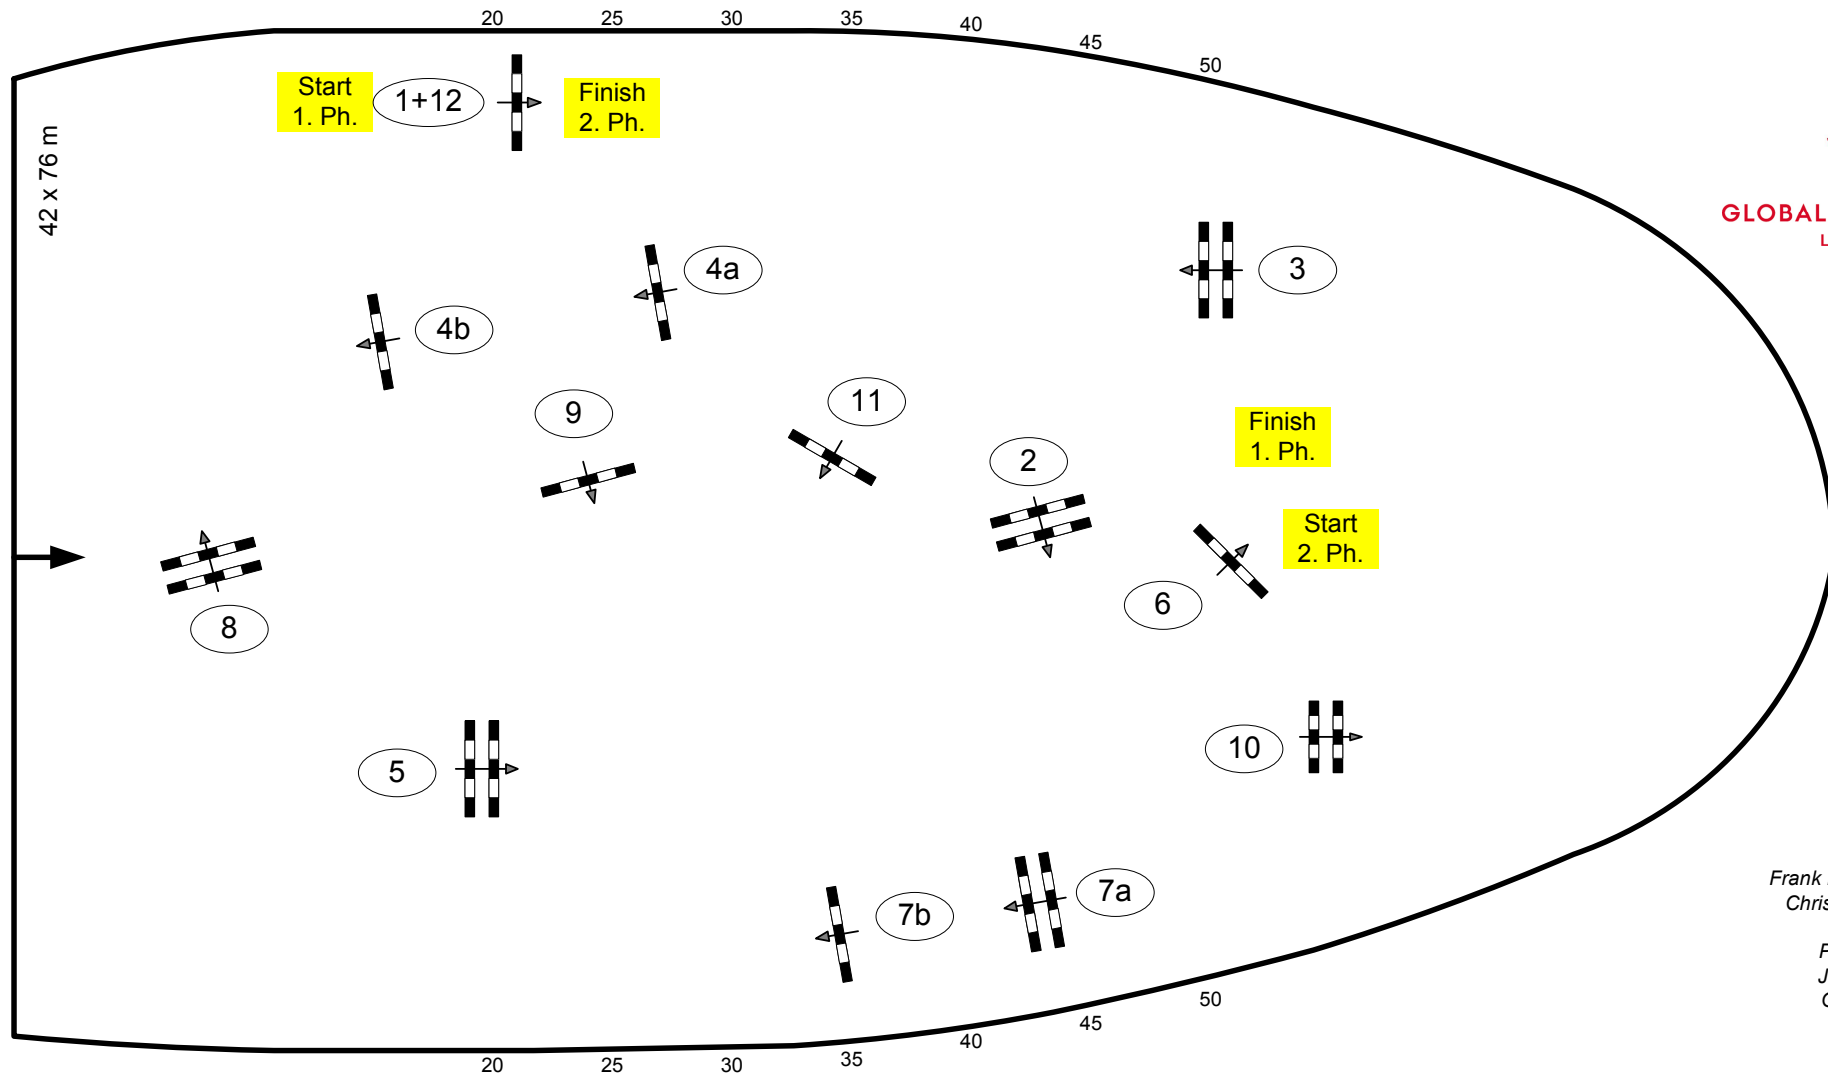 20 25 30 35 40 45 50
Start
1. Ph.
1+12
Finish
2. Ph.
42 x 76 m
GLOBAL
L
4a
3
4b
9
11
Finish
1. Ph.
2
Start
2. Ph.
6
8
10
5
7a
7b
Frank
Chris
F
J
20 25 30 35 40 45 50